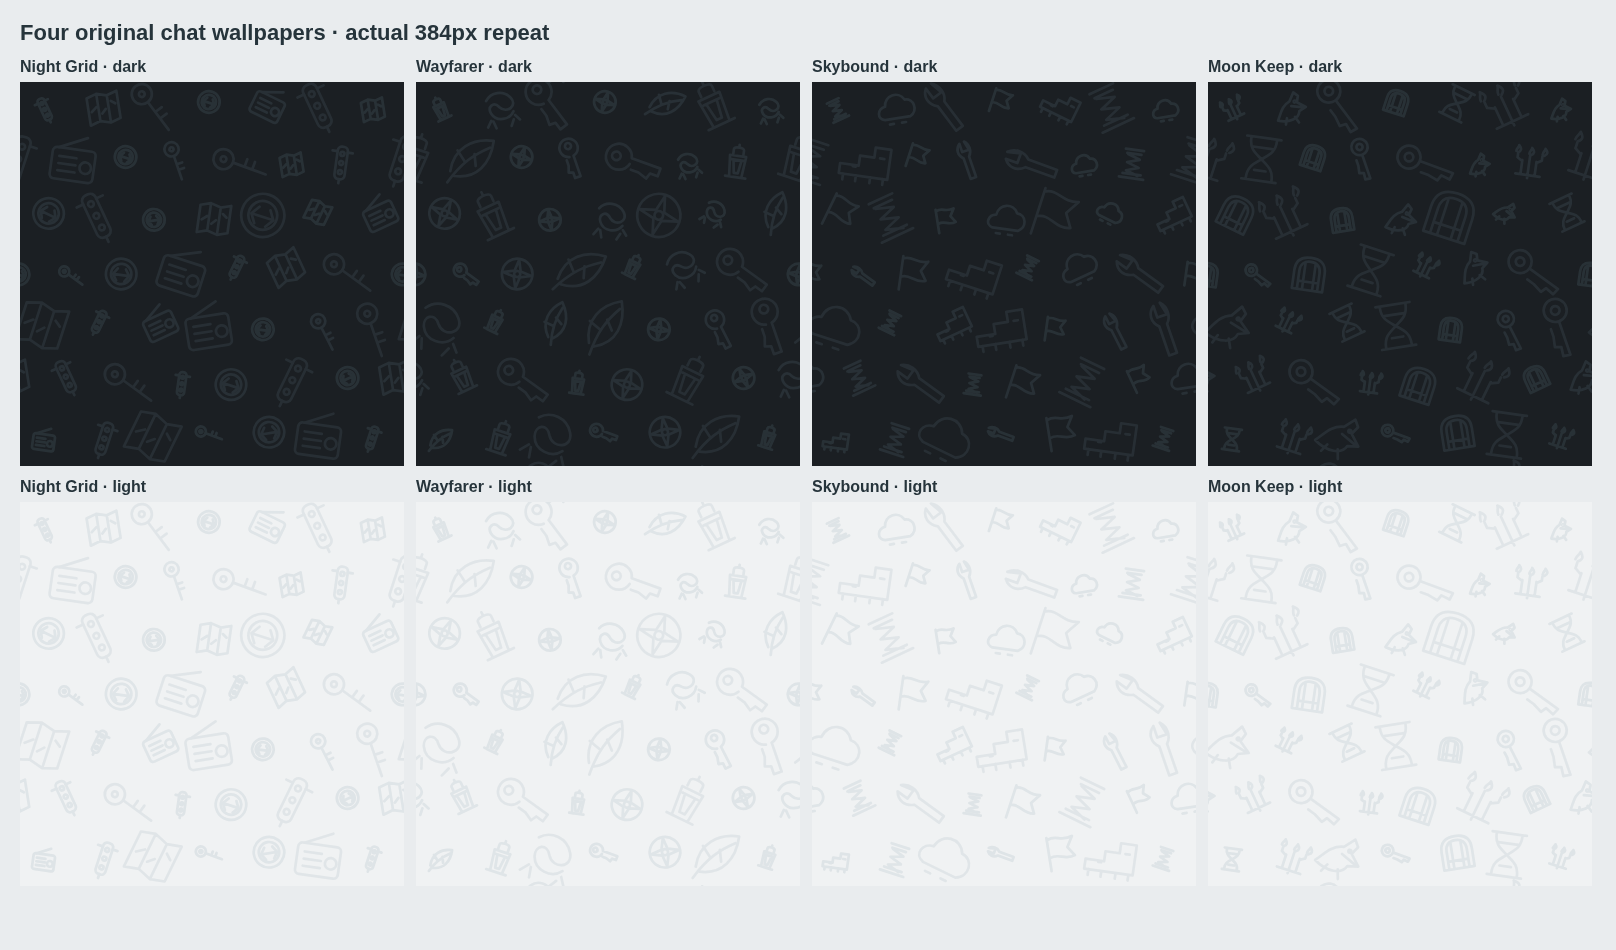 Four original chat wallpapers · actual 384px repeat
Night Grid · dark
Wayfarer · dark
Skybound · dark
Moon Keep · dark
Night Grid · light
Wayfarer · light
Skybound · light
Moon Keep · light